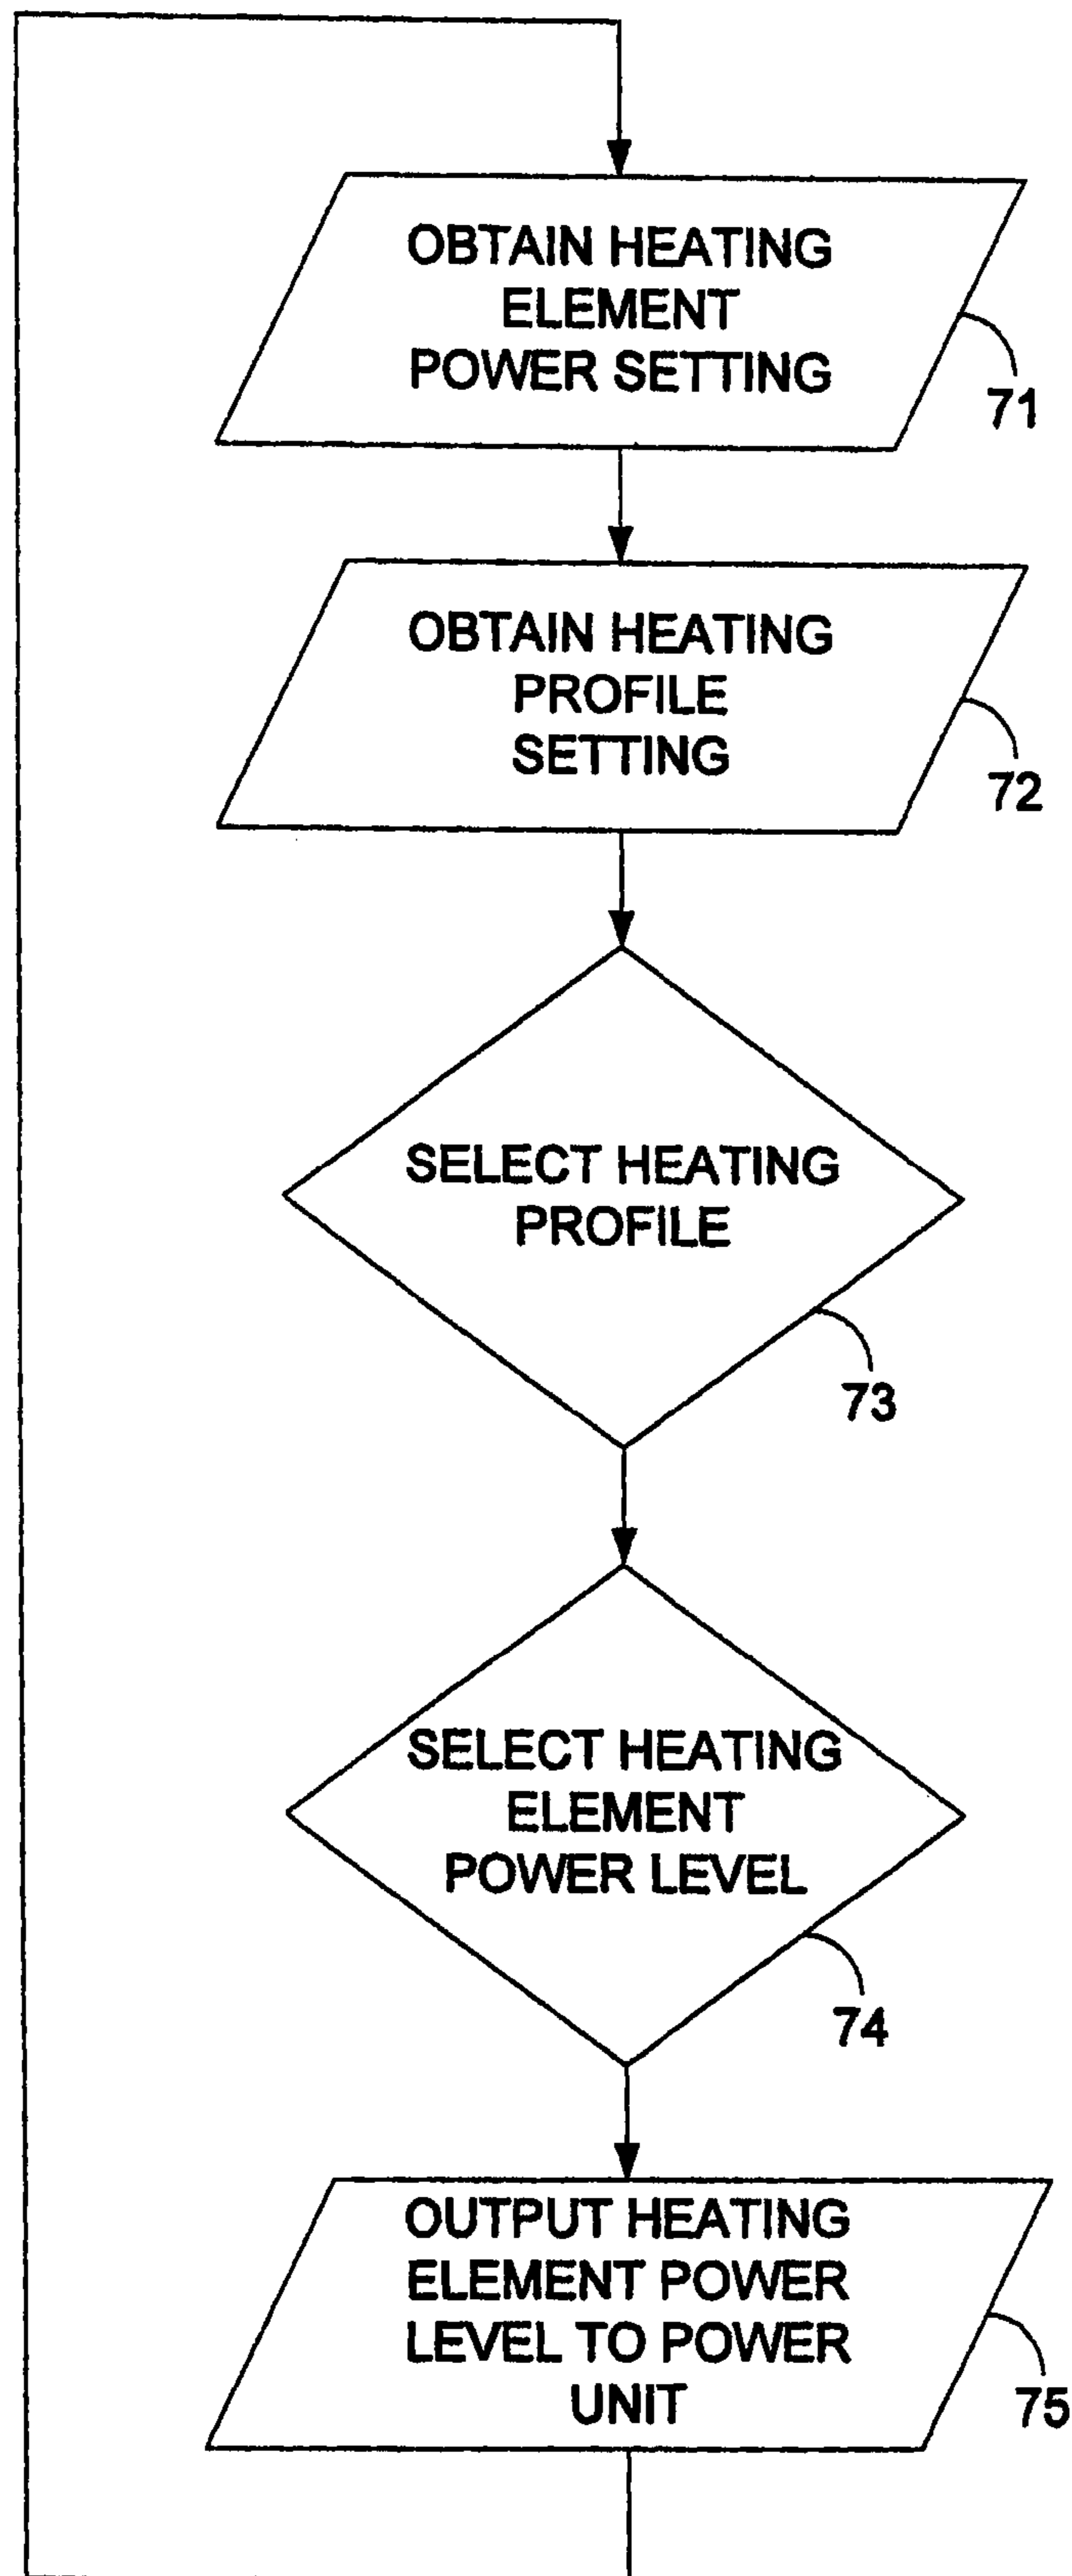 OBTAIN HEATING
ELEMENT
POWER SETTING
71
OBTAIN HEATING
PROFILE
SETTING
72
SELECT HEATING
PROFILE
73
SELECT HEATING
ELEMENT
POWER LEVEL
74
OUTPUT HEATING
ELEMENT POWER
LEVEL TO POWER
UNIT
75